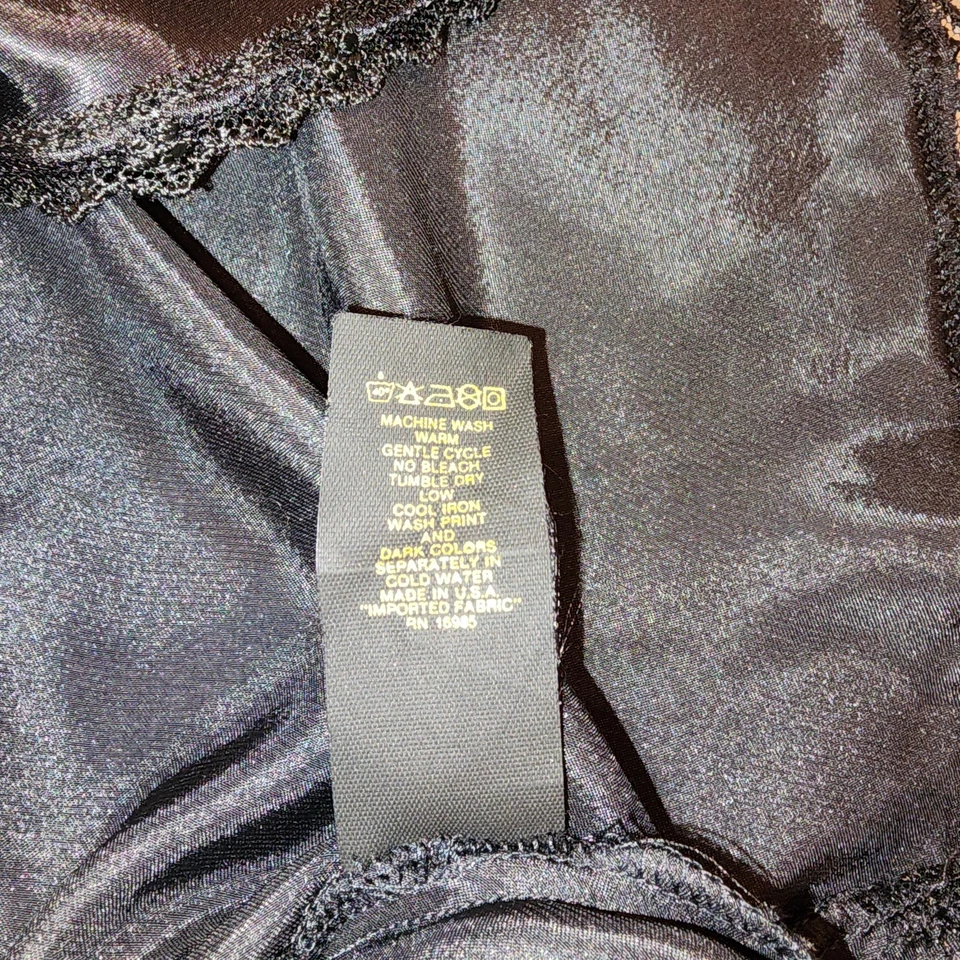 40°
MACHINE WASH
WARM
GENTLE CYCLE
NO BLEACH
TUMBLE DRY
LOW
COOL IRON
WASH PRINT
AND
DARK COLORS
SEPARATELY IN
COLD WATER
MADE IN U.S.A.
"IMPORTED FABRIC"
RN